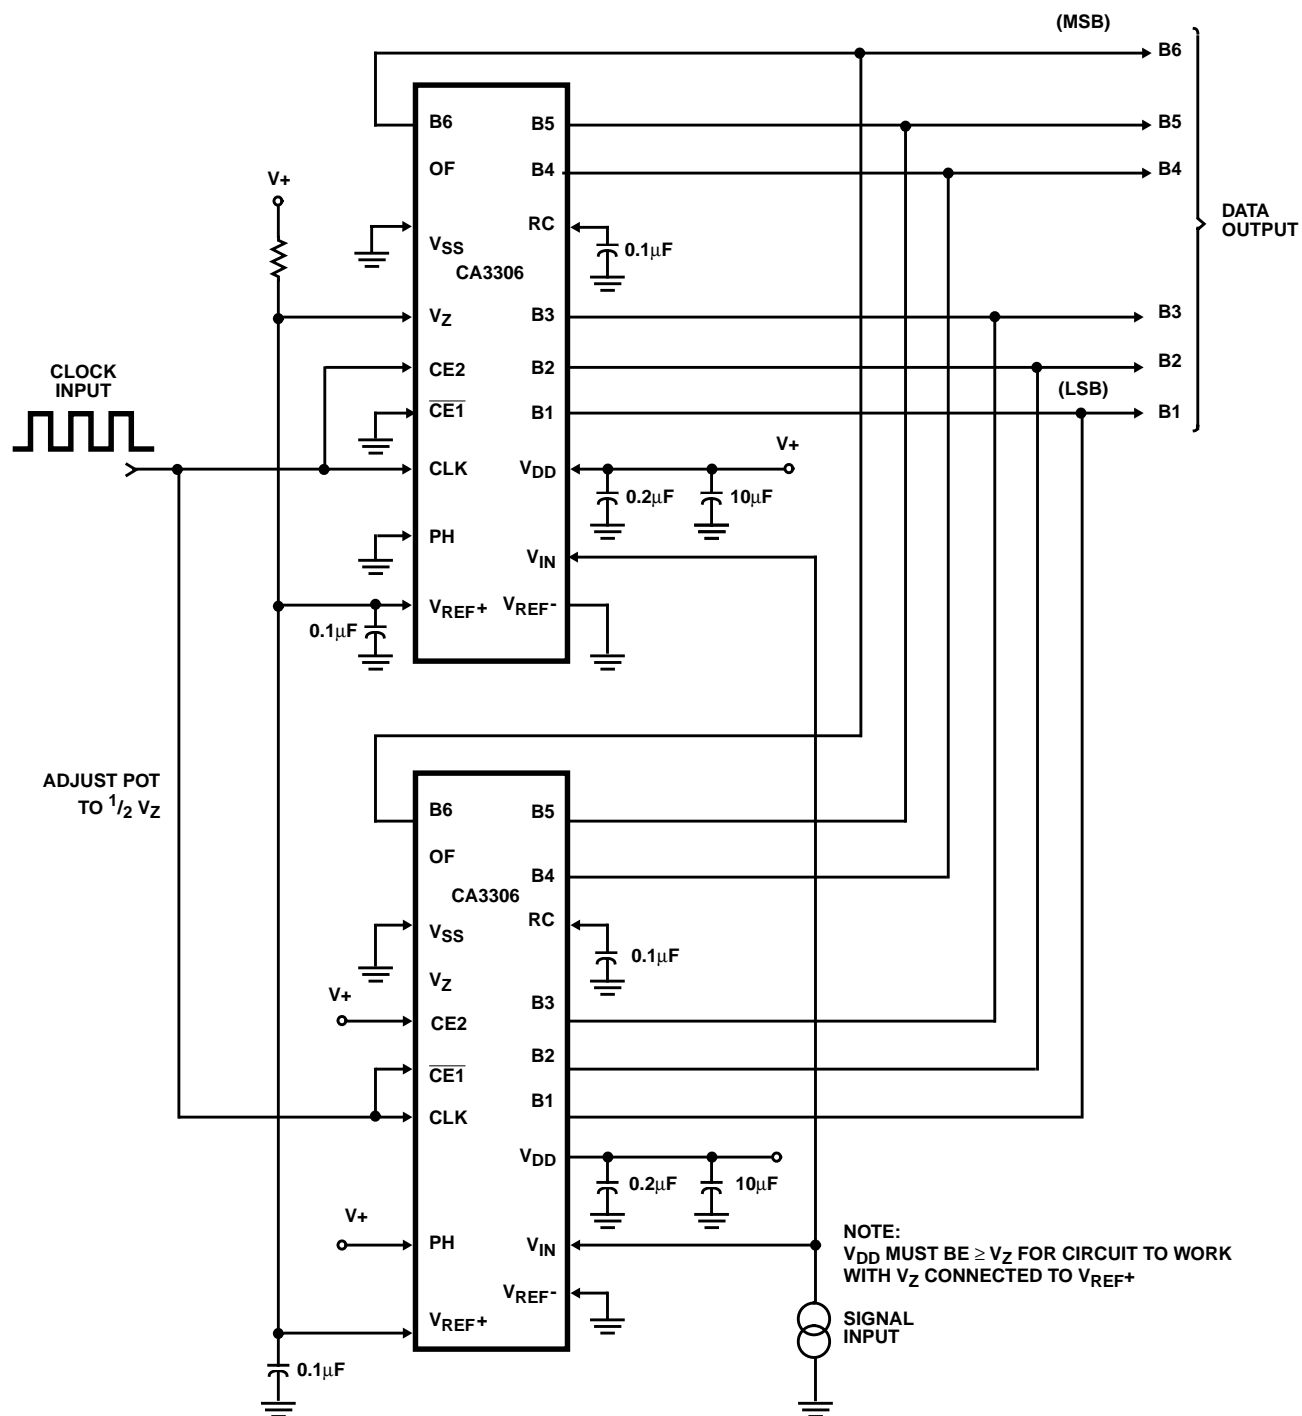 (MSB)
B6
B6
B5
B5
OF
B4
B4
V+
RC
DATA
OUTPUT
VSS
0.1μF
CA3306
VZ
B3
B3
CLOCK
INPUT
CE2
B2
B2
(LSB)
CE1
B1
B1
V+
CLK
VDD
0.2μF
10μF
PH
VIN
VREF+
VREF-
0.1μF
ADJUST POT
TO 1/2 VZ
B6
B5
OF
B4
CA3306
RC
VSS
0.1μF
VZ
V+
B3
CE2
B2
CE1
B1
CLK
VDD
0.2μF
10μF
V+
PH
VIN
NOTE:
VDD MUST BE ≥ VZ FOR CIRCUIT TO WORK
WITH VZ CONNECTED TO VREF+
VREF-
VREF+
SIGNAL
INPUT
0.1μF